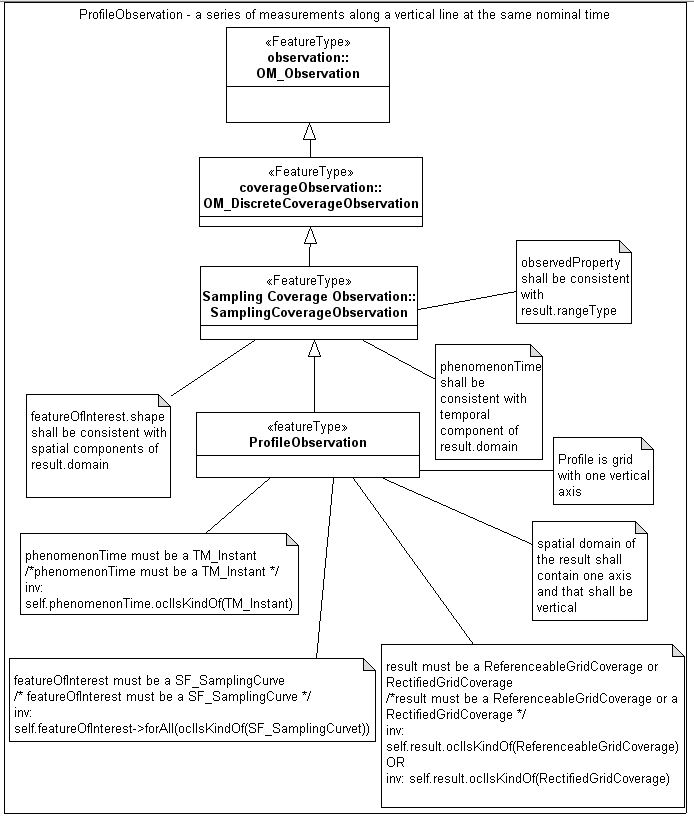 ProfileObservation - a series of measurements along a vertical line at the same nominal time
«FeatureType»
observation::
OM_Observation
«FeatureType»
coverageObservation::
OM_DiscreteCoverageObservation
«FeatureType»
Sampling Coverage Observation::
SamplingCoverageObservation
observedProperty
shall be consistent
with
result.rangeType
phenomenonTime
shall be
consistent with
temporal
component of
result.domain
featureOfInterest.shape
shall be consistent with
spatial components of
result.domain
«featureType»
ProfileObservation
Profile is grid
with one vertical
axis
spatial domain of
the result shall
contain one axis
and that shall be
vertical
phenomenonTime must be a TM_Instant
/*phenomenonTime must be a TM_Instant */
inv:
self.phenomenonTime.oclIsKindOf(TM_Instant)
featureOfInterest must be a SF_SamplingCurve
/* featureOfInterest must be a SF_SamplingCurve */
inv:
self.featureOfInterest->forAll(oclIsKindOf(SF_SamplingCurvet))
result must be a ReferenceableGridCoverage or
RectifiedGridCoverage
/*result must be a ReferenceableGridCoverage or a
RectifiedGridCoverage */
inv:
self.result.oclIsKindOf(ReferenceableGridCoverage)
OR
inv: self.result.oclIsKindOf(RectifiedGridCoverage)